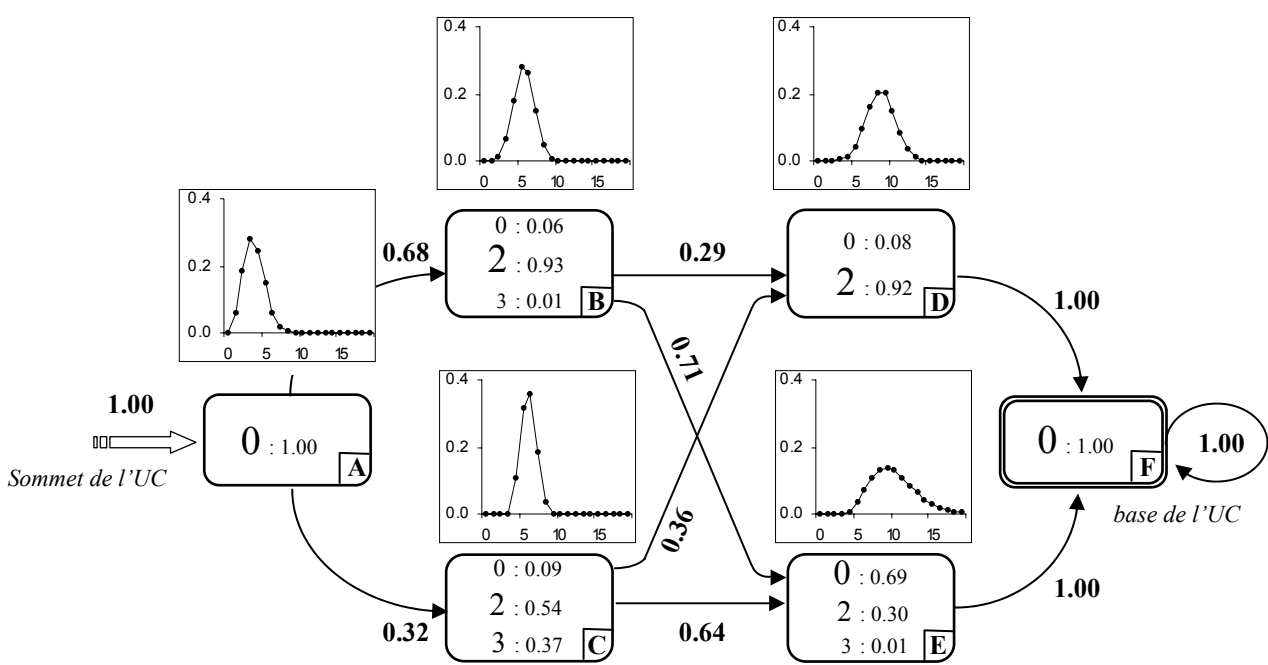 0.4
0.2
0.0
0 5 10 15
0.4
0.2
0.0
0 5 10 15
0.4
0.2
0.0
0 5 10 15
0.68
0 : 0.06
2 : 0.93
3 : 0.01
B
0.29
0 : 0.08
2 : 0.92
D
1.00
0.71
1.00
Sommet de l'UC
0 : 1.00
A
0.4
0.2
0.0
0 5 10 15
0.4
0.2
0.0
0 5 10 15
0 : 1.00
F
1.00
base de l'UC
0.36
0.32
0 : 0.09
2 : 0.54
3 : 0.37
C
0.64
0 : 0.69
2 : 0.30
3 : 0.01
E
1.00